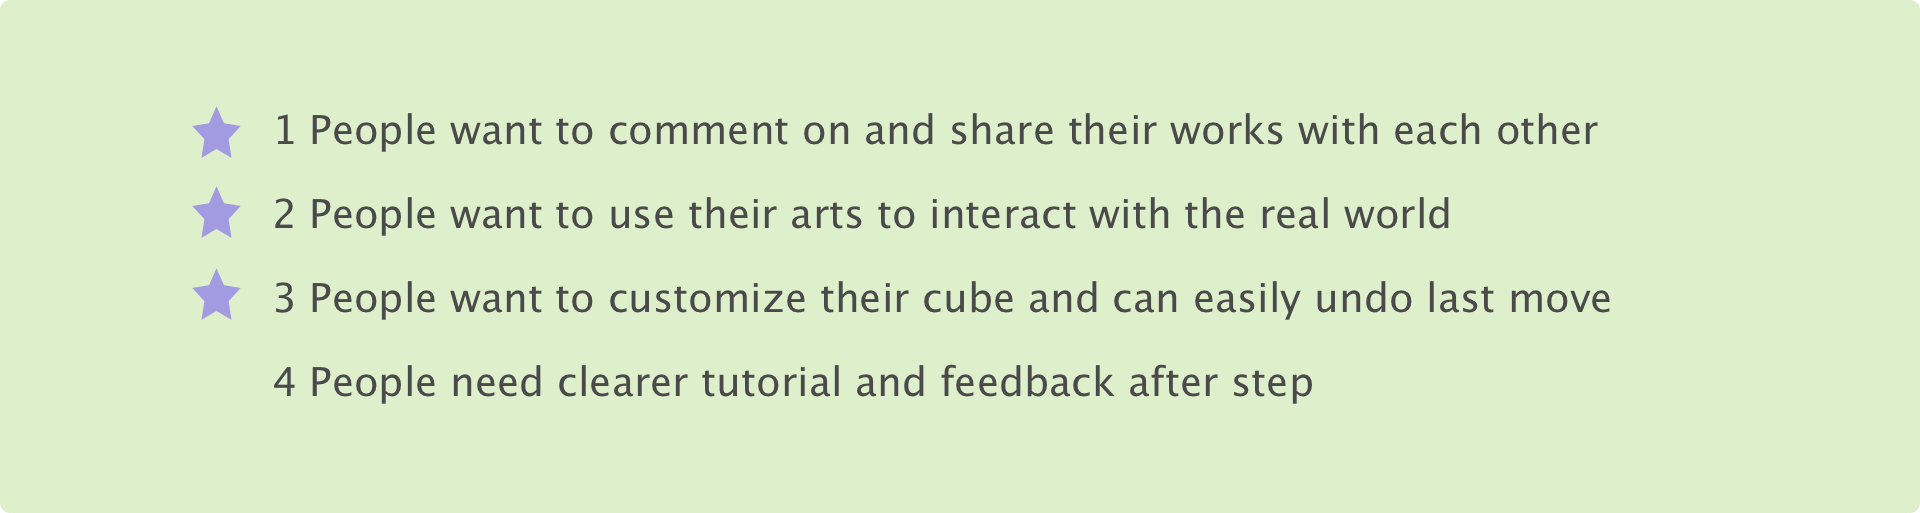 1 People want to comment on and share their works with each other
2 People want to use their arts to interact with the real world
3 People want to customize their cube and can easily undo last move
4 People need clearer tutorial and feedback after step